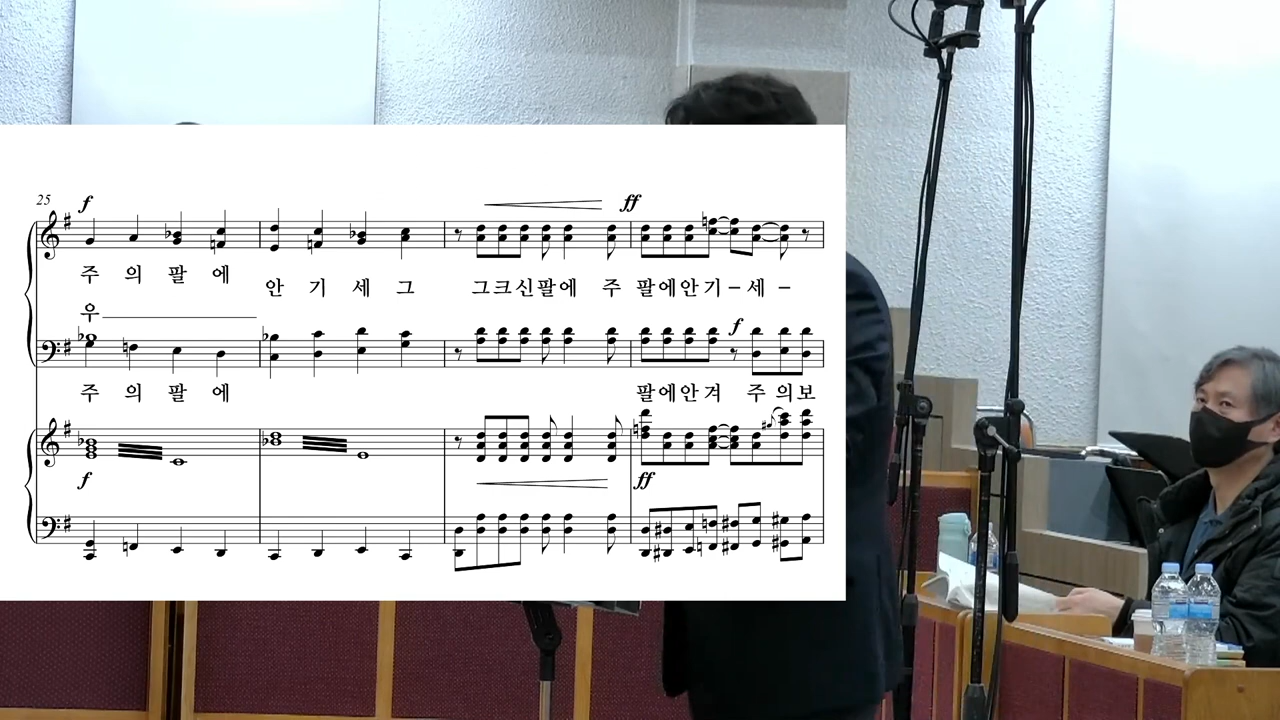 25 f ff
주 의 팔 에
안 기 세 그 그크신팔에 주 팔에안기-세-
우
f
주 의 팔 에 팔에안겨 주 의보
f ff